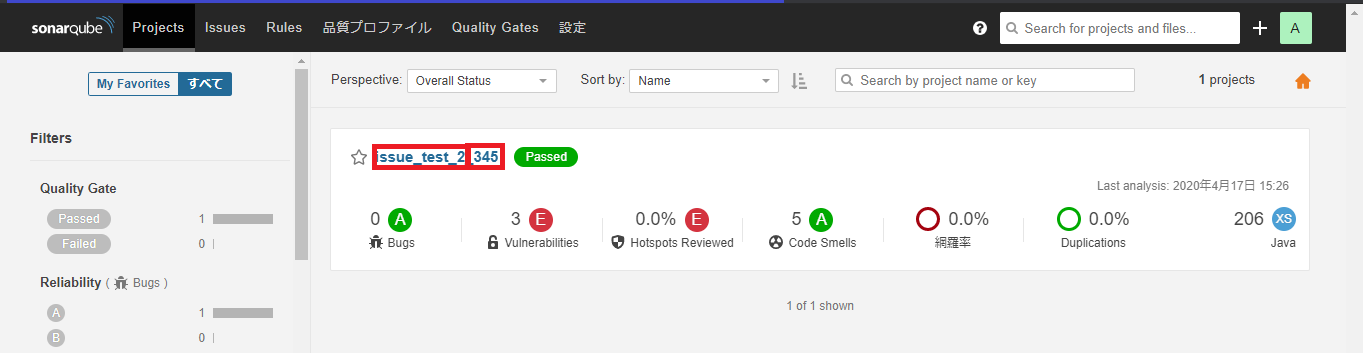 sonarqube Projects Issues Rules 品質プロファイル Quality Gates 設定 ? Search for projects and files... A
My Favorites すべて Perspective: Overall Status Sort by: Name Search by project name or key 1 projects
Filters
issue_test_2 345 Passed
Last analysis: 2020年4月17日 15:26
Quality Gate
Passed 1
Failed 0
0 A 3 E 0.0% E 5 A 0.0% 0.0% 206 XS
Bugs Vulnerabilities Hotspots Reviewed Code Smells 網羅率 Duplications Java
Reliability ( Bugs )
A 1
B 0
1 of 1 shown